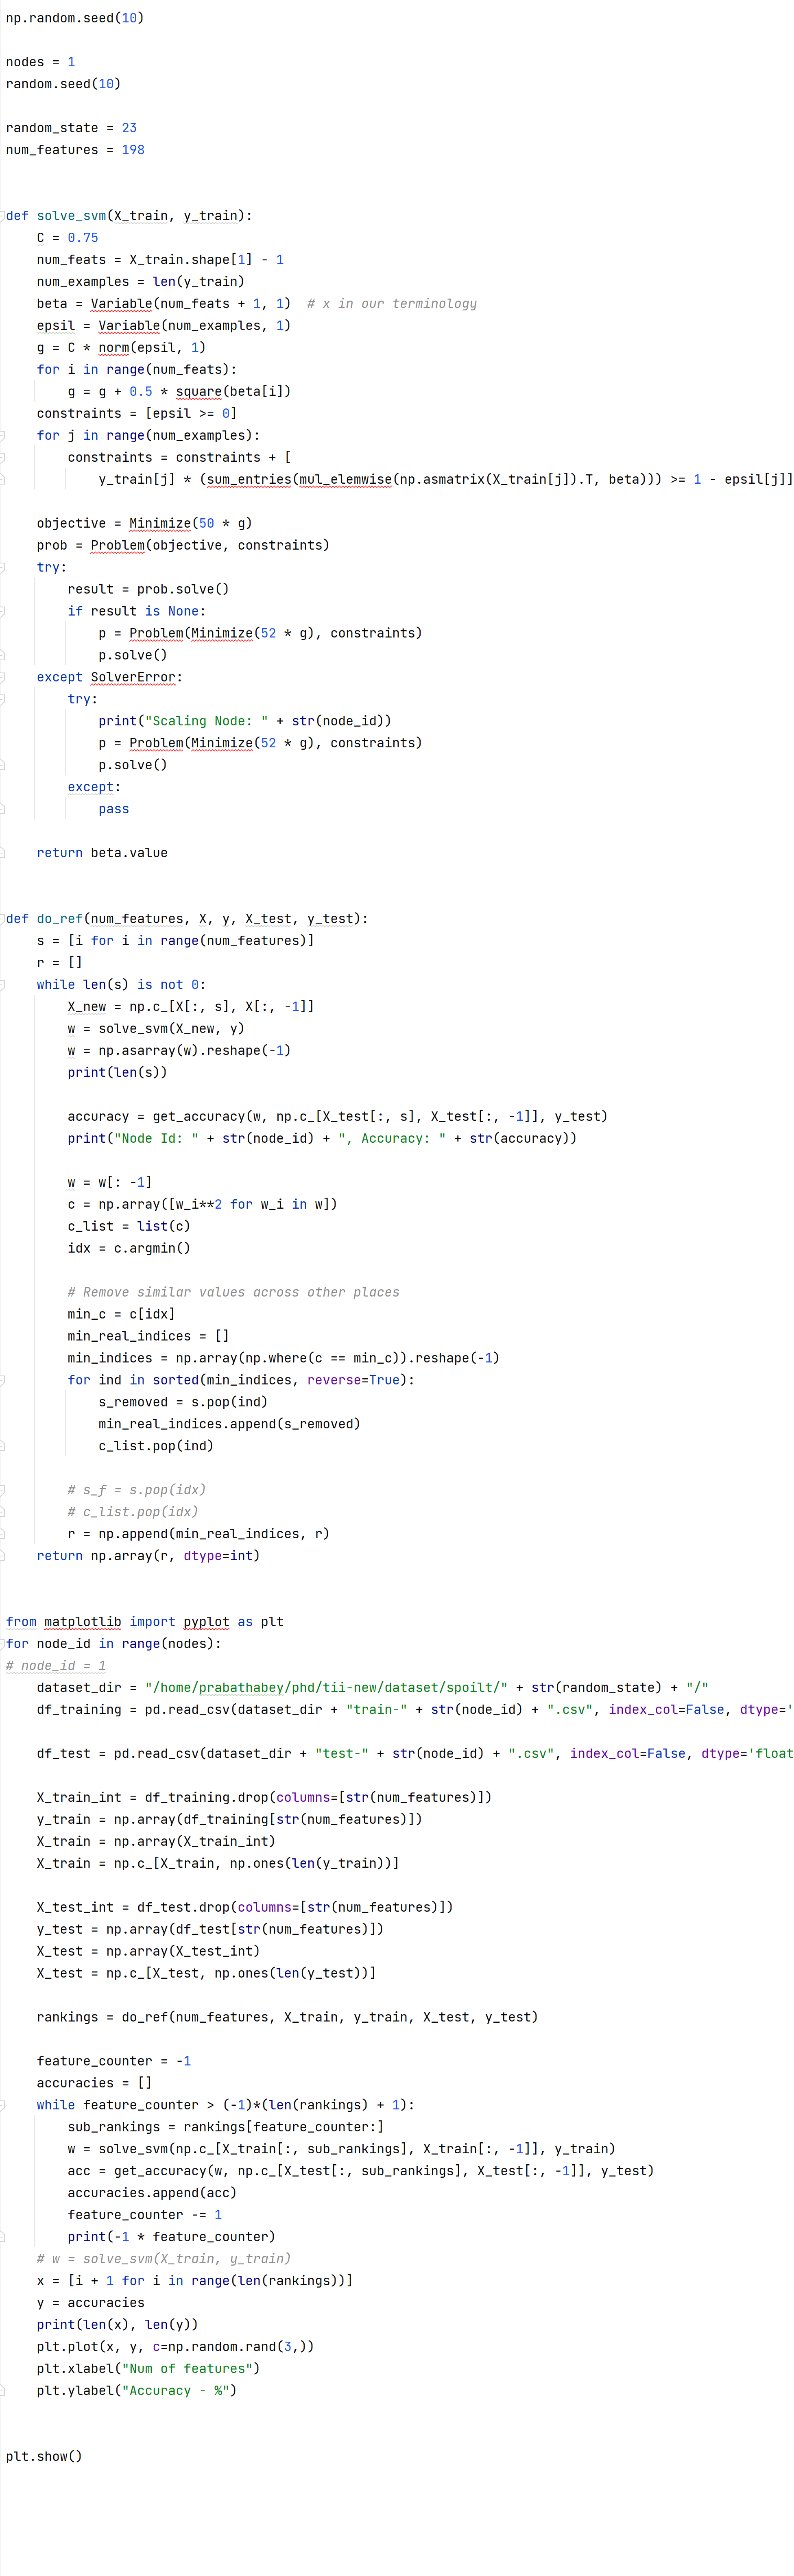 np.random.seed(10)

nodes = 1
random.seed(10)

random_state = 23
num_features = 198


def solve_svm(X_train, y_train):
    C = 0.75
    num_feats = X_train.shape[1] - 1
    num_examples = len(y_train)
    beta = Variable(num_feats + 1, 1)  # x in our terminology
    epsil = Variable(num_examples, 1)
    g = C * norm(epsil, 1)
    for i in range(num_feats):
        g = g + 0.5 * square(beta[i])
    constraints = [epsil >= 0]
    for j in range(num_examples):
        constraints = constraints + [
            y_train[j] * (sum_entries(mul_elemwise(np.asmatrix(X_train[j]).T, beta))) >= 1 - epsil[j]]

    objective = Minimize(50 * g)
    prob = Problem(objective, constraints)
    try:
        result = prob.solve()
        if result is None:
            p = Problem(Minimize(52 * g), constraints)
            p.solve()
    except SolverError:
        try:
            print("Scaling Node: " + str(node_id))
            p = Problem(Minimize(52 * g), constraints)
            p.solve()
        except:
            pass

    return beta.value


def do_ref(num_features, X, y, X_test, y_test):
    s = [i for i in range(num_features)]
    r = []
    while len(s) is not 0:
        X_new = np.c_[X[:, s], X[:, -1]]
        w = solve_svm(X_new, y)
        w = np.asarray(w).reshape(-1)
        print(len(s))

        accuracy = get_accuracy(w, np.c_[X_test[:, s], X_test[:, -1]], y_test)
        print("Node Id: " + str(node_id) + ", Accuracy: " + str(accuracy))

        w = w[: -1]
        c = np.array([w_i**2 for w_i in w])
        c_list = list(c)
        idx = c.argmin()

        # Remove similar values across other places
        min_c = c[idx]
        min_real_indices = []
        min_indices = np.array(np.where(c == min_c)).reshape(-1)
        for ind in sorted(min_indices, reverse=True):
            s_removed = s.pop(ind)
            min_real_indices.append(s_removed)
            c_list.pop(ind)

        # s_f = s.pop(idx)
        # c_list.pop(idx)
        r = np.append(min_real_indices, r)
    return np.array(r, dtype=int)


from matplotlib import pyplot as plt
for node_id in range(nodes):
# node_id = 1
    dataset_dir = "/home/prabathabey/phd/tii-new/dataset/spoilt/" + str(random_state) + "/"
    df_training = pd.read_csv(dataset_dir + "train-" + str(node_id) + ".csv", index_col=False, dtype='

    df_test = pd.read_csv(dataset_dir + "test-" + str(node_id) + ".csv", index_col=False, dtype='float

    X_train_int = df_training.drop(columns=[str(num_features)])
    y_train = np.array(df_training[str(num_features)])
    X_train = np.array(X_train_int)
    X_train = np.c_[X_train, np.ones(len(y_train))]

    X_test_int = df_test.drop(columns=[str(num_features)])
    y_test = np.array(df_test[str(num_features)])
    X_test = np.array(X_test_int)
    X_test = np.c_[X_test, np.ones(len(y_test))]

    rankings = do_ref(num_features, X_train, y_train, X_test, y_test)

    feature_counter = -1
    accuracies = []
    while feature_counter > (-1)*(len(rankings) + 1):
        sub_rankings = rankings[feature_counter:]
        w = solve_svm(np.c_[X_train[:, sub_rankings], X_train[:, -1]], y_train)
        acc = get_accuracy(w, np.c_[X_test[:, sub_rankings], X_test[:, -1]], y_test)
        accuracies.append(acc)
        feature_counter -= 1
        print(-1 * feature_counter)
    # w = solve_svm(X_train, y_train)
    x = [i + 1 for i in range(len(rankings))]
    y = accuracies
    print(len(x), len(y))
    plt.plot(x, y, c=np.random.rand(3,))
    plt.xlabel("Num of features")
    plt.ylabel("Accuracy - %")


plt.show()